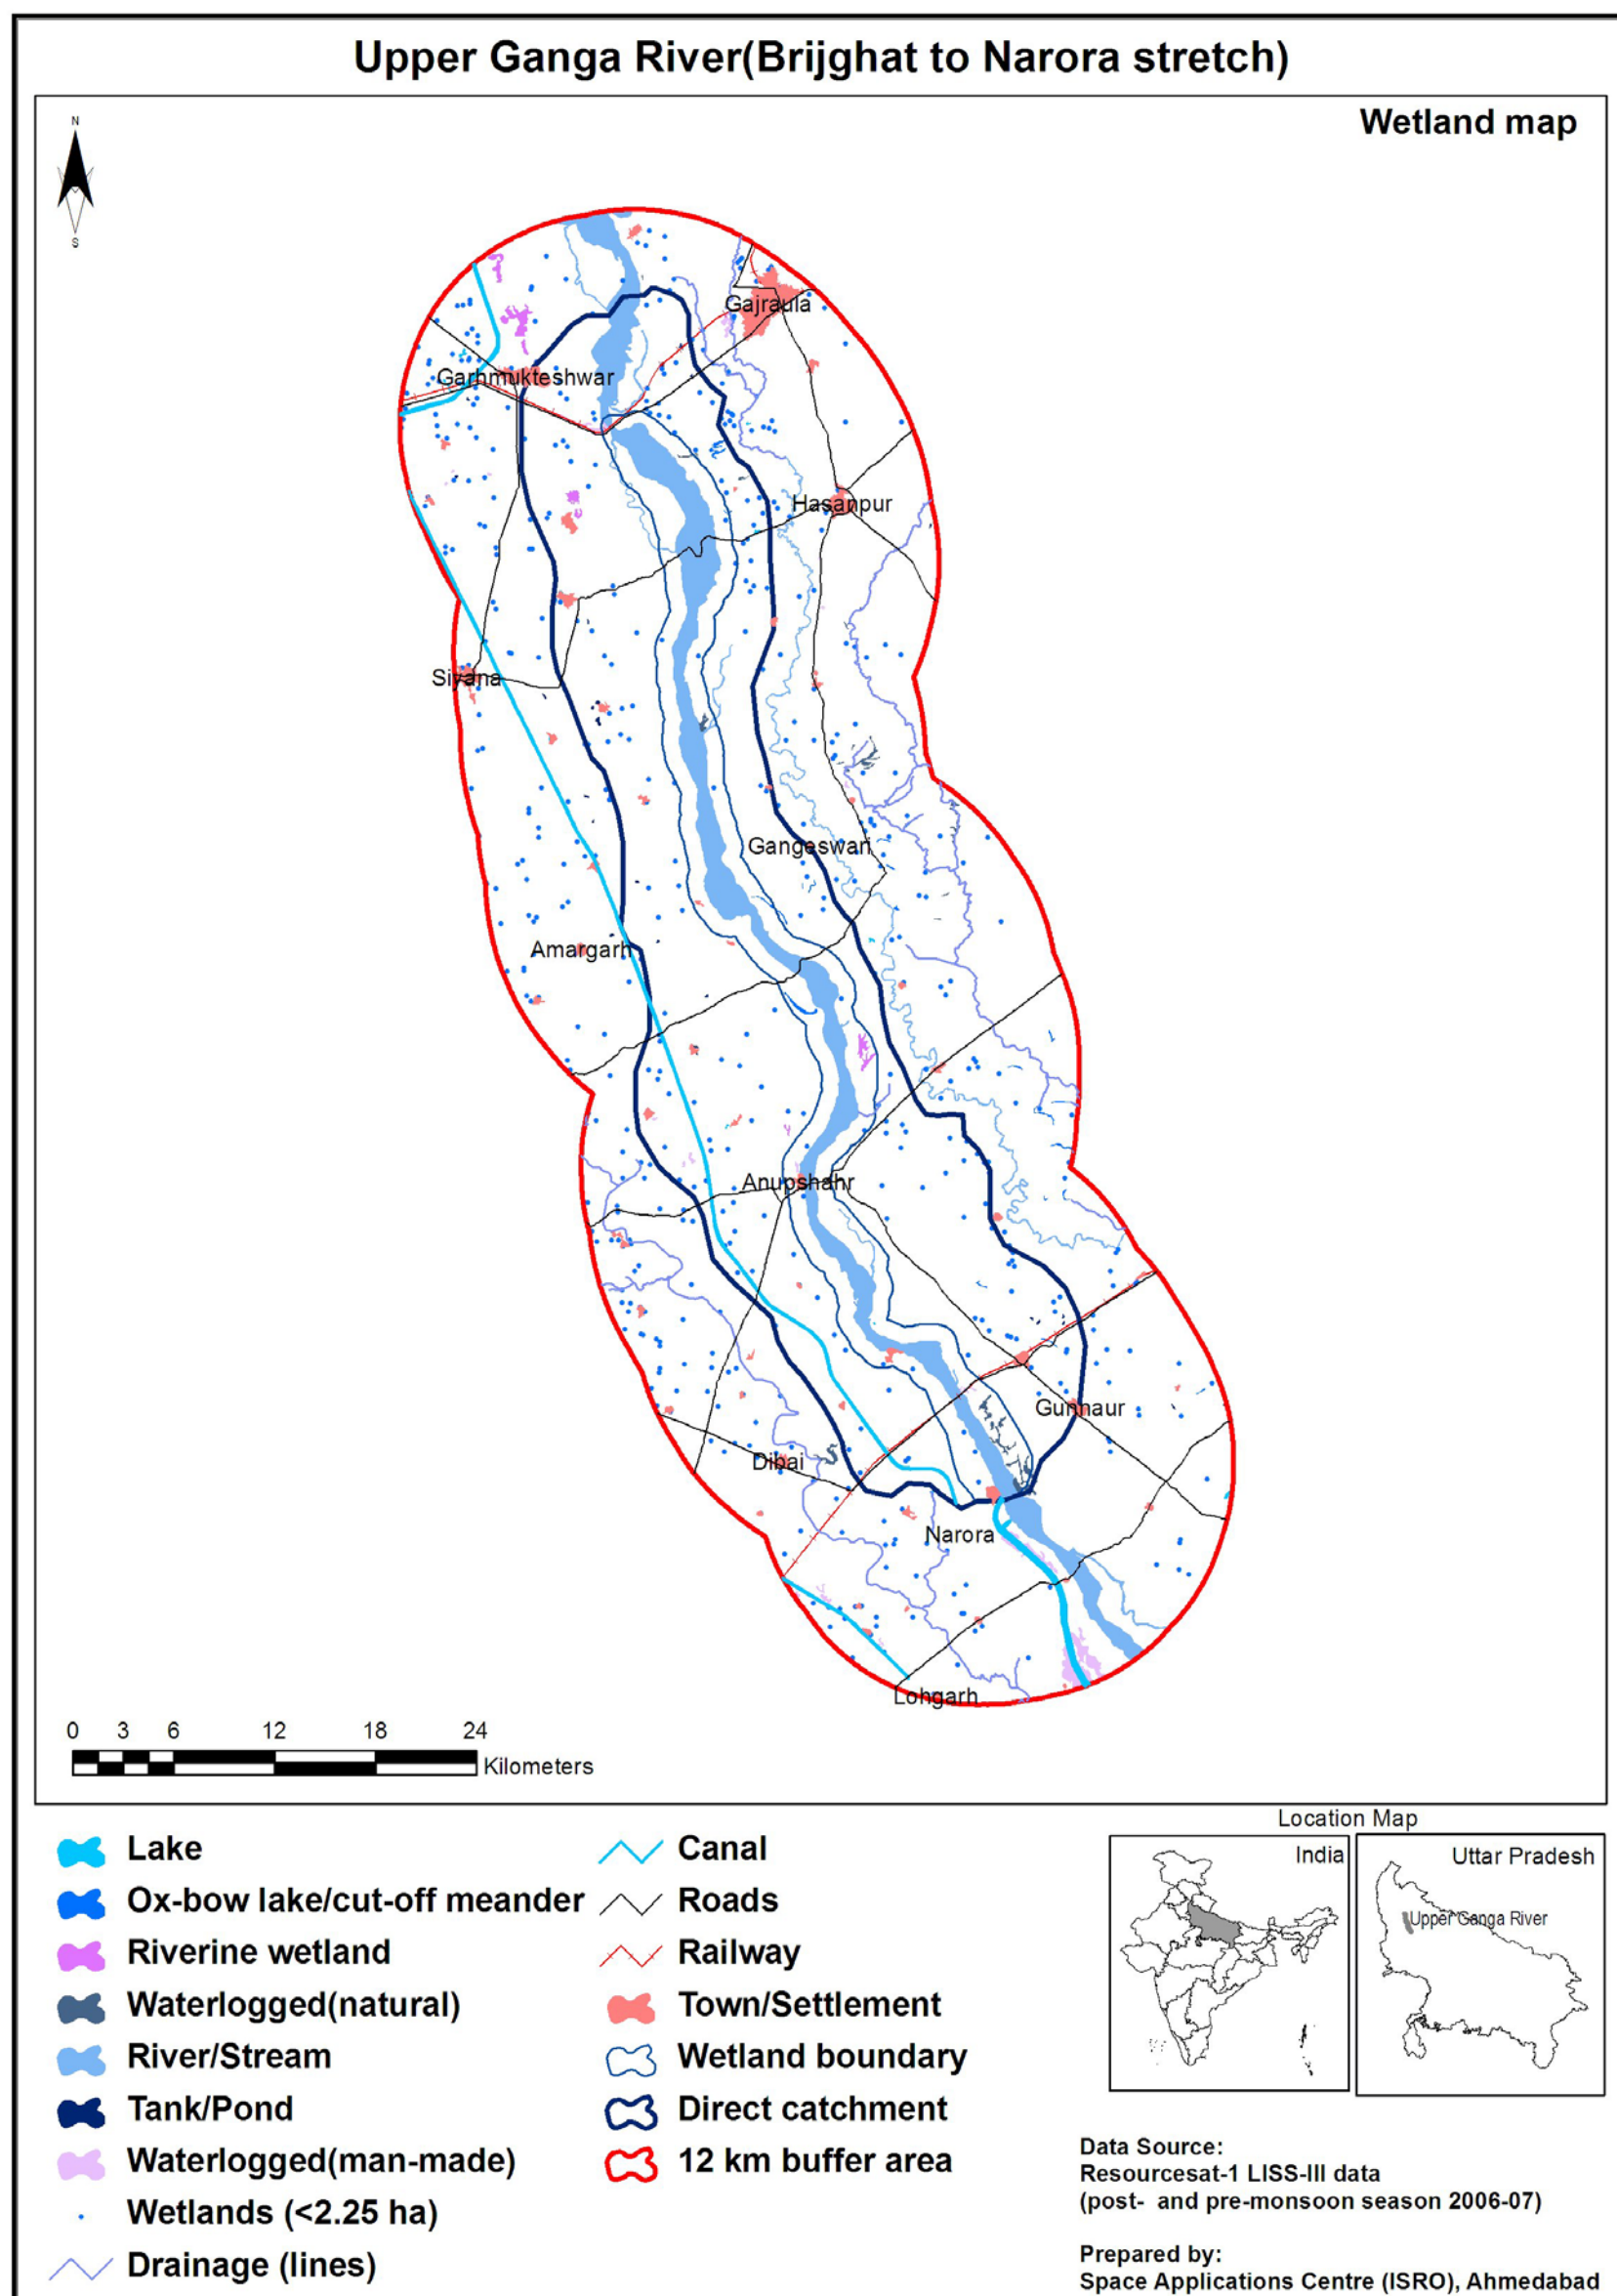 Upper Ganga River(Brijghat to Narora stretch)
Wetland map
N
S
Gajraula
Garhmukteshwar
Hasanpur
Siyana
Gangeswari
Amargarh
Anupshahr
Gunnaur
Dibai
Narora
Lohgarh
0 3 6 12 18 24
Kilometers
Lake
Ox-bow lake/cut-off meander
Riverine wetland
Waterlogged(natural)
River/Stream
Tank/Pond
Waterlogged(man-made)
Wetlands (<2.25 ha)
Drainage (lines)
Canal
Roads
Railway
Town/Settlement
Wetland boundary
Direct catchment
12 km buffer area
Location Map
India
Uttar Pradesh
Upper Ganga River
Data Source:
Resourcesat-1 LISS-III data
(post- and pre-monsoon season 2006-07)
Prepared by:
Space Applications Centre (ISRO), Ahmedabad